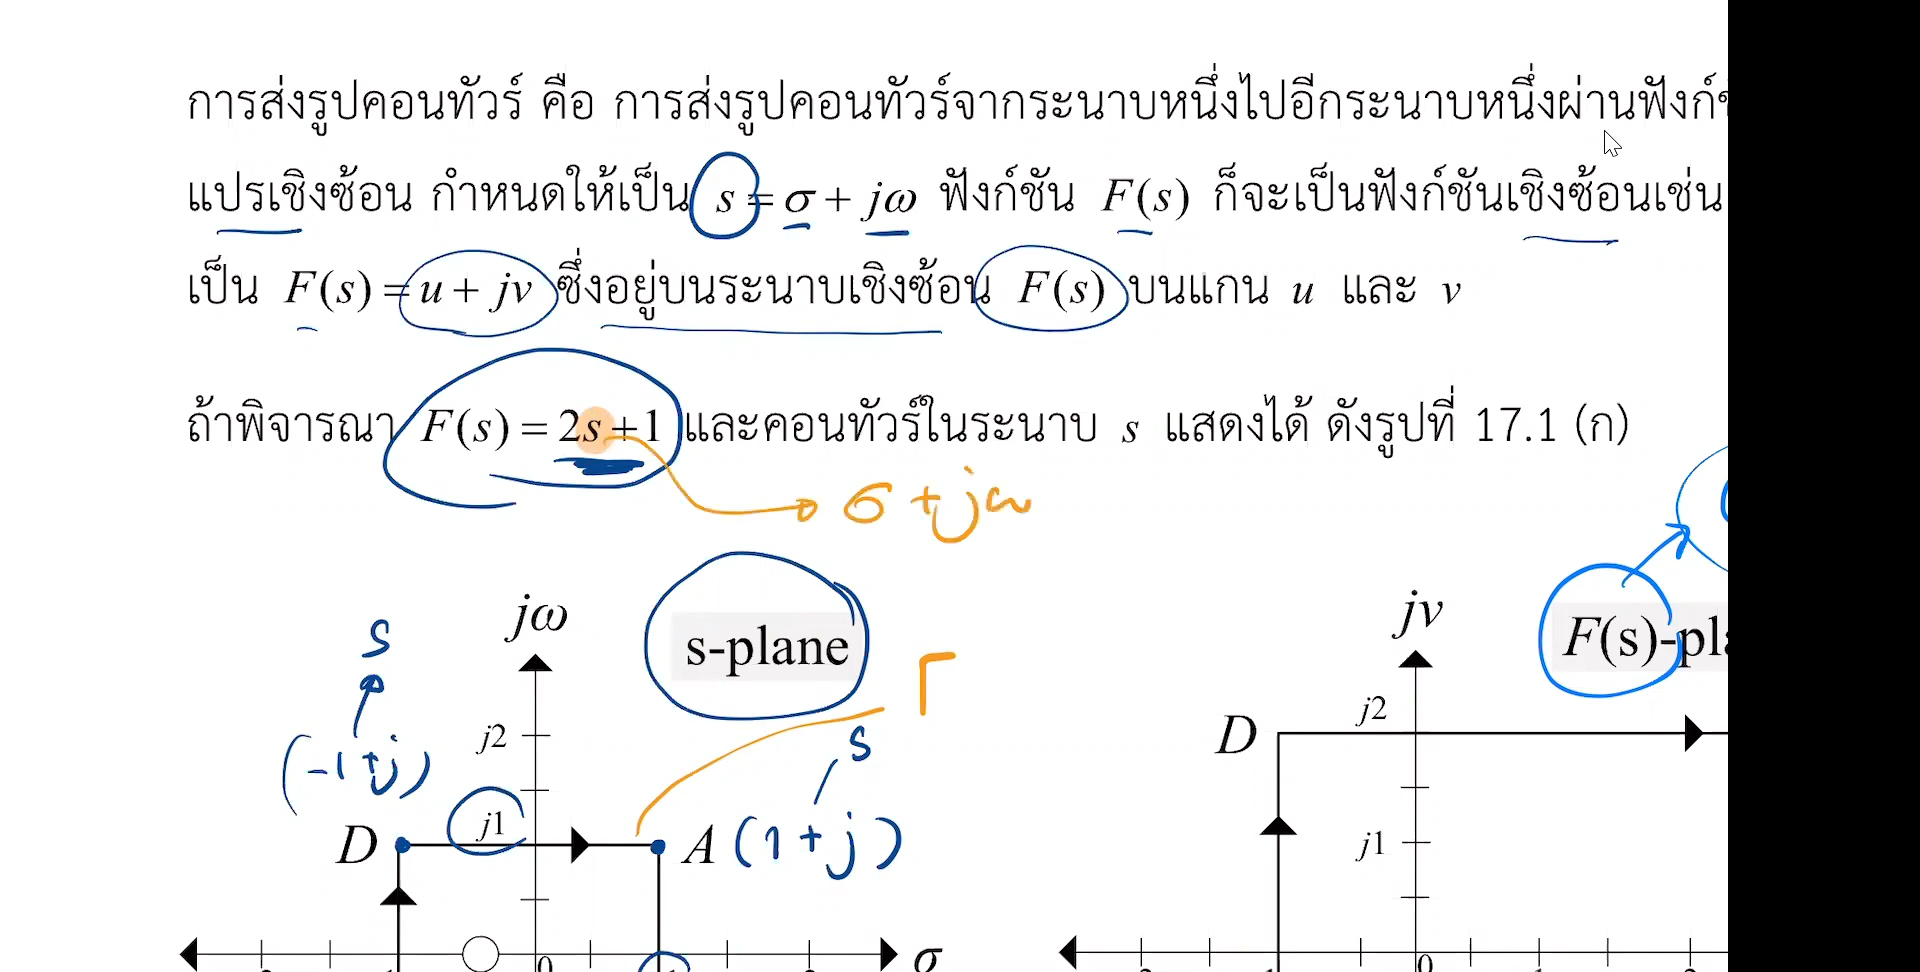 การส่งรูปคอนทัวร์ คือ การส่งรูปคอนทัวร์จากระนาบหนึ่งไปอีกระนาบหนึ่งผ่านฟังก์
แปรเชิงซ้อน กำหนดให้เป็น s = σ + jω ฟังก์ชัน F(s) ก็จะเป็นฟังก์ชันเชิงซ้อนเช่น
เป็น F(s) = u + jv ซึ่งอยู่บนระนาบเชิงซ้อน F(s) บนแกน u และ v
ถ้าพิจารณา F(s) = 2s+1 และคอนทัวร์ในระนาบ s แสดงได้ ดังรูปที่ 17.1 (ก)
σ + jω
jω
s-plane
Γ
s
(-1+j)
j2
s
j1
D
A (1+j)
0
σ
jv
F(s)-pla
D
j2
j1
0